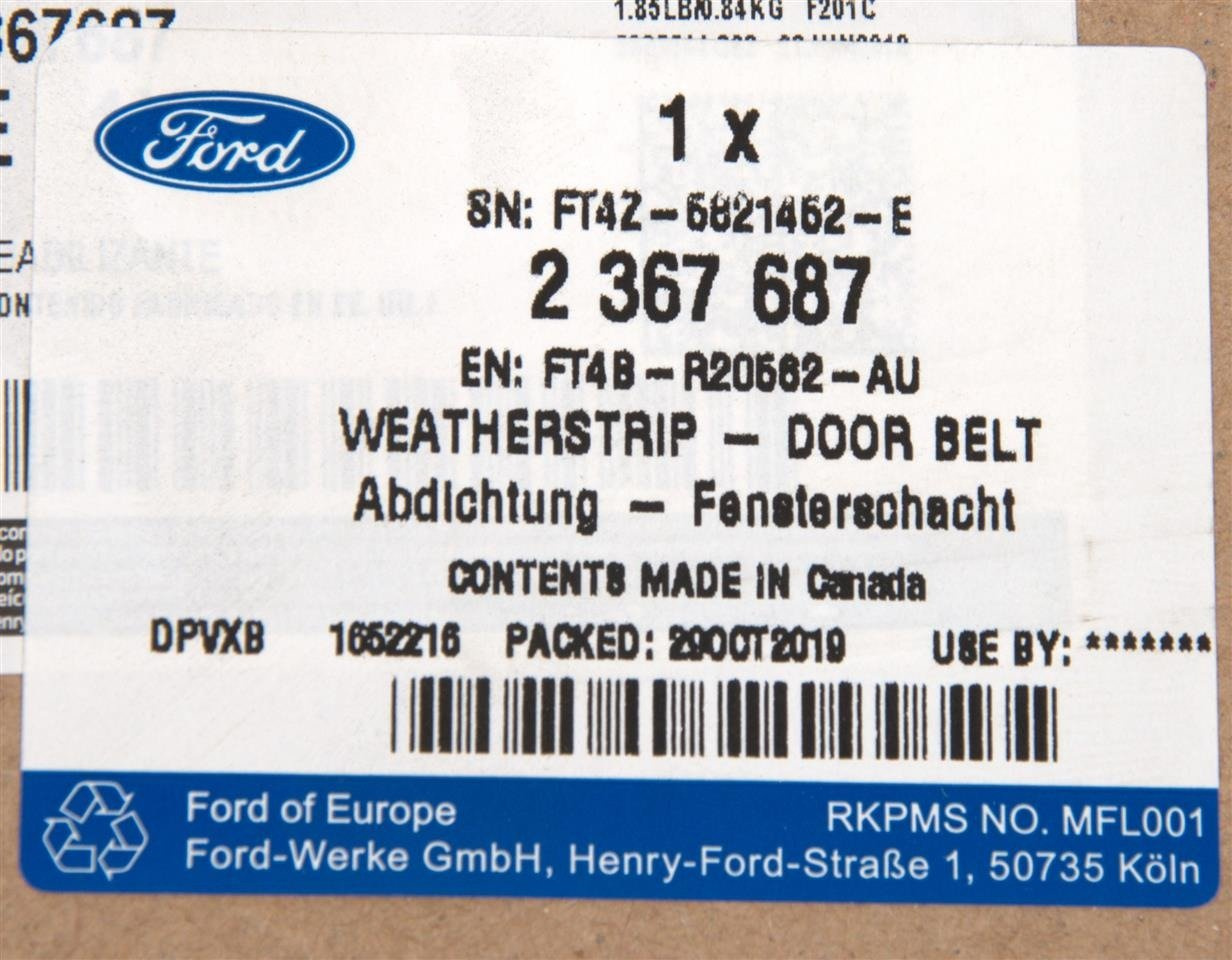 367687
1.85LB/0.84KG F201C
Ford
1 x
SN: FT4Z-5821452-E
2 367 687
EN: FT4B-R20562-AU
WEATHERSTRIP - DOOR BELT
Abdichtung - Fensterschacht
CONTENTS MADE IN Canada
DPVXB 1652216 PACKED: 29OCT2019 USE BY: *******
Ford of Europe
RKPMS NO. MFL001
Ford-Werke GmbH, Henry-Ford-Straße 1, 50735 Köln